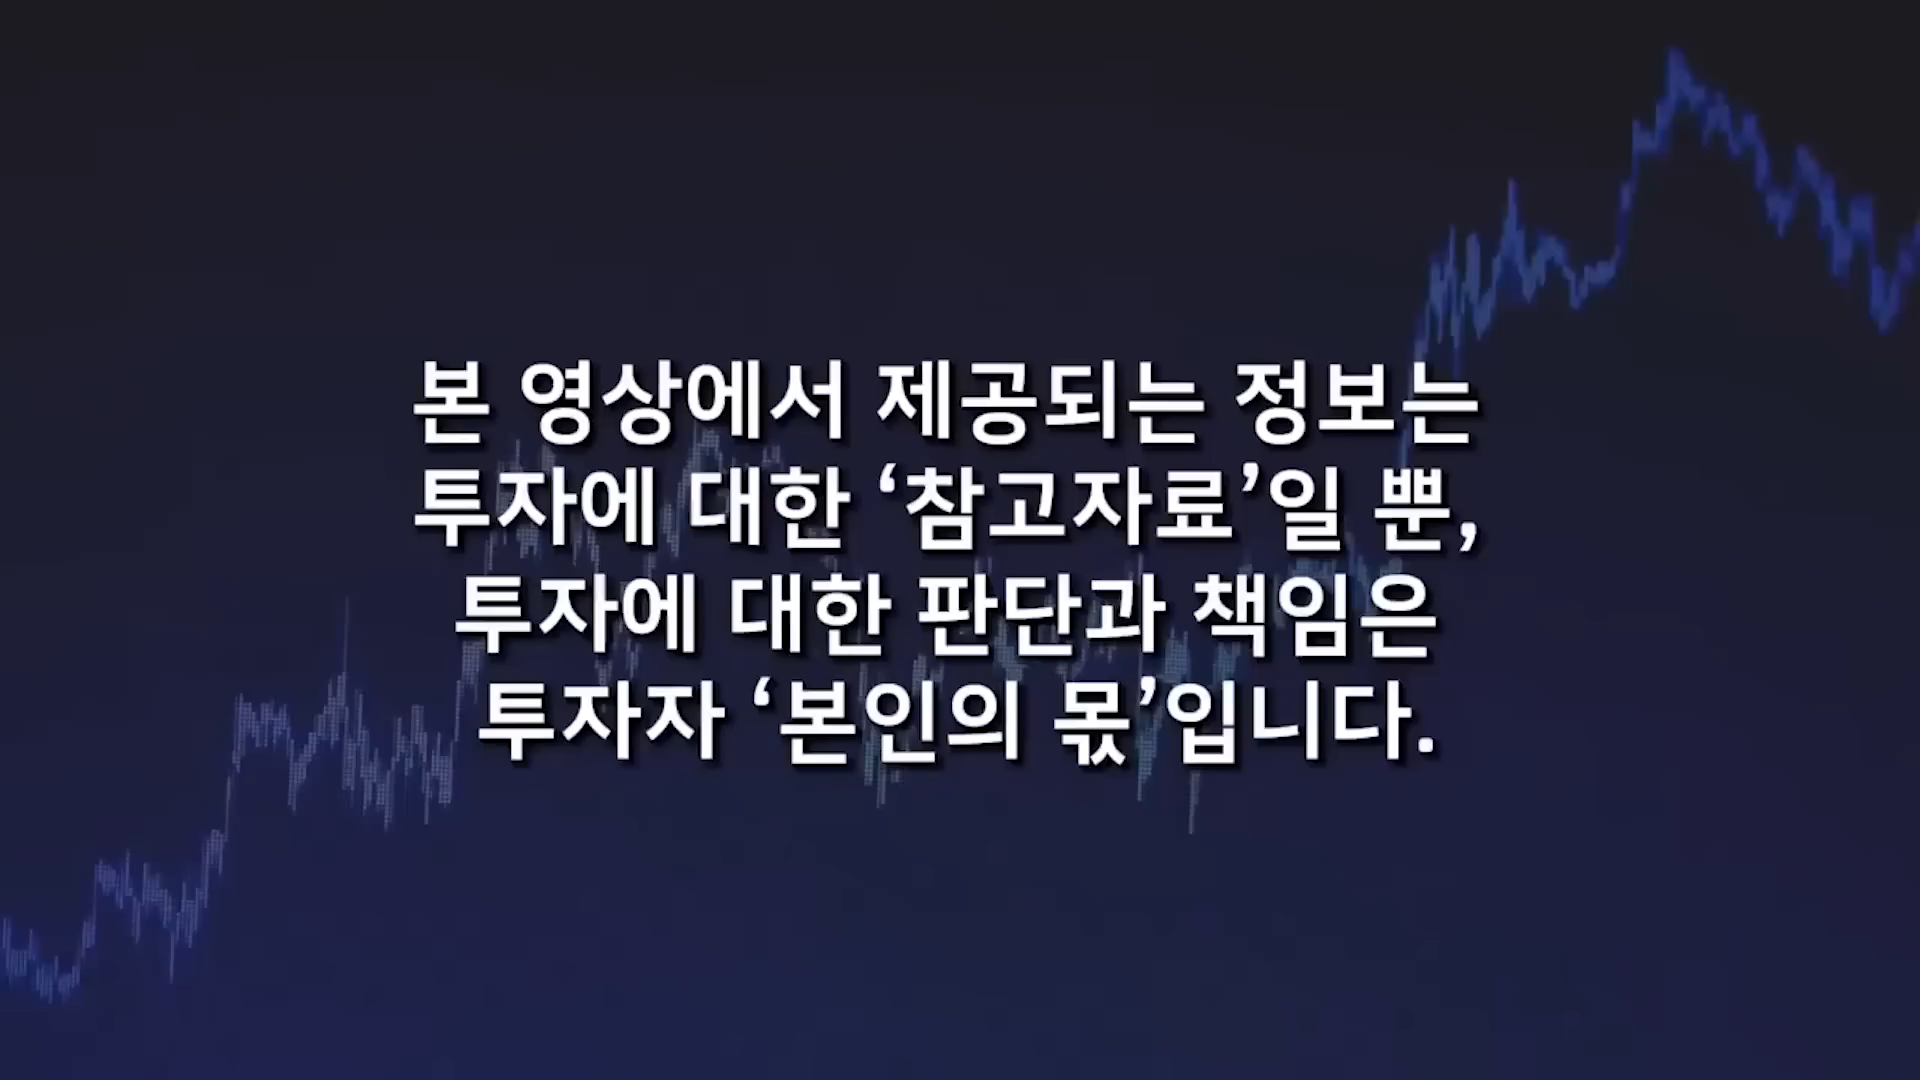 본 영상에서 제공되는 정보는
투자에 대한 ‘참고자료’일 뿐,
투자에 대한 판단과 책임은
투자자 ‘본인의 몫’입니다.